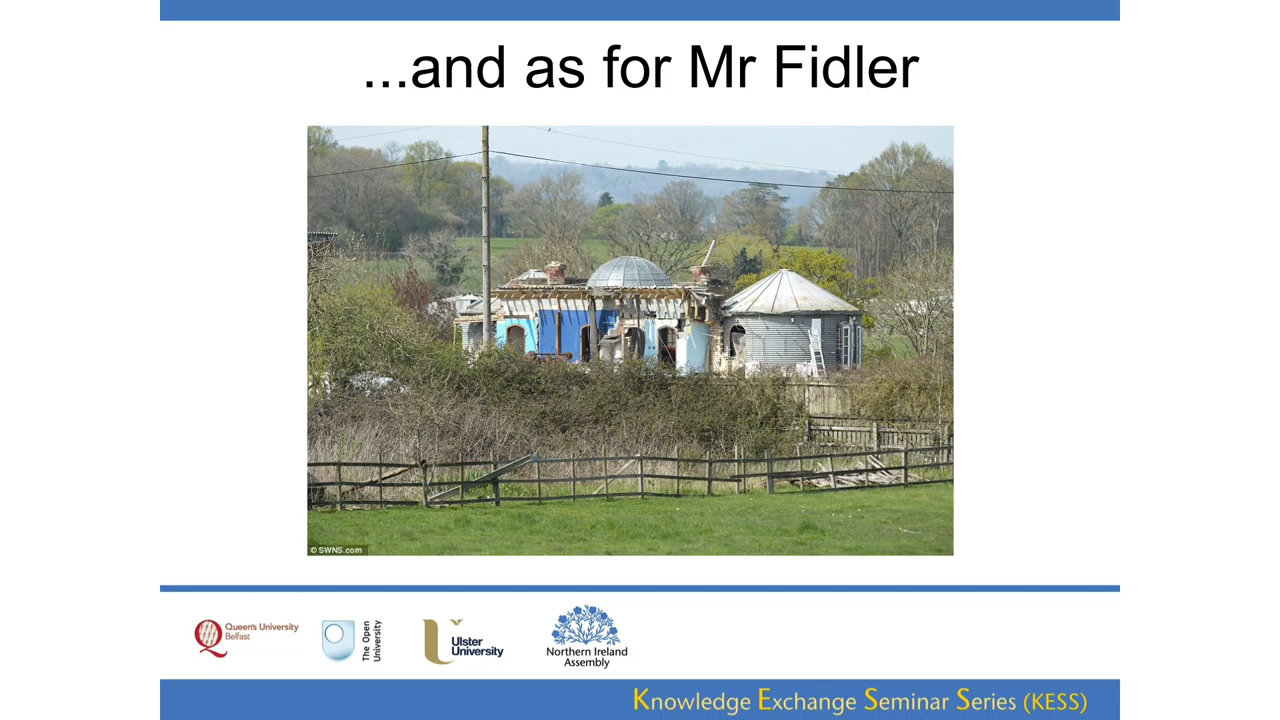 ...and as for Mr Fidler
© SWNS.com
Queen's University
Belfast
The Open
University
Ulster
University
Northern Ireland
Assembly
Knowledge Exchange Seminar Series (KESS)